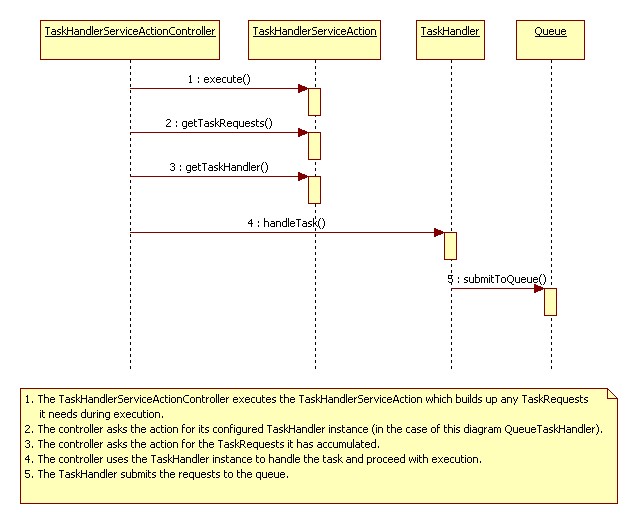 TaskHandlerServiceActionController TaskHandlerServiceAction TaskHandler Queue
1 : execute()
2 : getTaskRequests()
3 : getTaskHandler()
4 : handleTask()
5 : submitToQueue()
1. The TaskHandlerServiceActionController executes the TaskHandlerServiceAction which builds up any TaskRequests
it needs during execution.
2. The controller asks the action for its configured TaskHandler instance (in the case of this diagram QueueTaskHandler).
3. The controller asks the action for the TaskRequests it has accumulated.
4. The controller uses the TaskHandler instance to handle the task and proceed with execution.
5. The TaskHandler submits the requests to the queue.